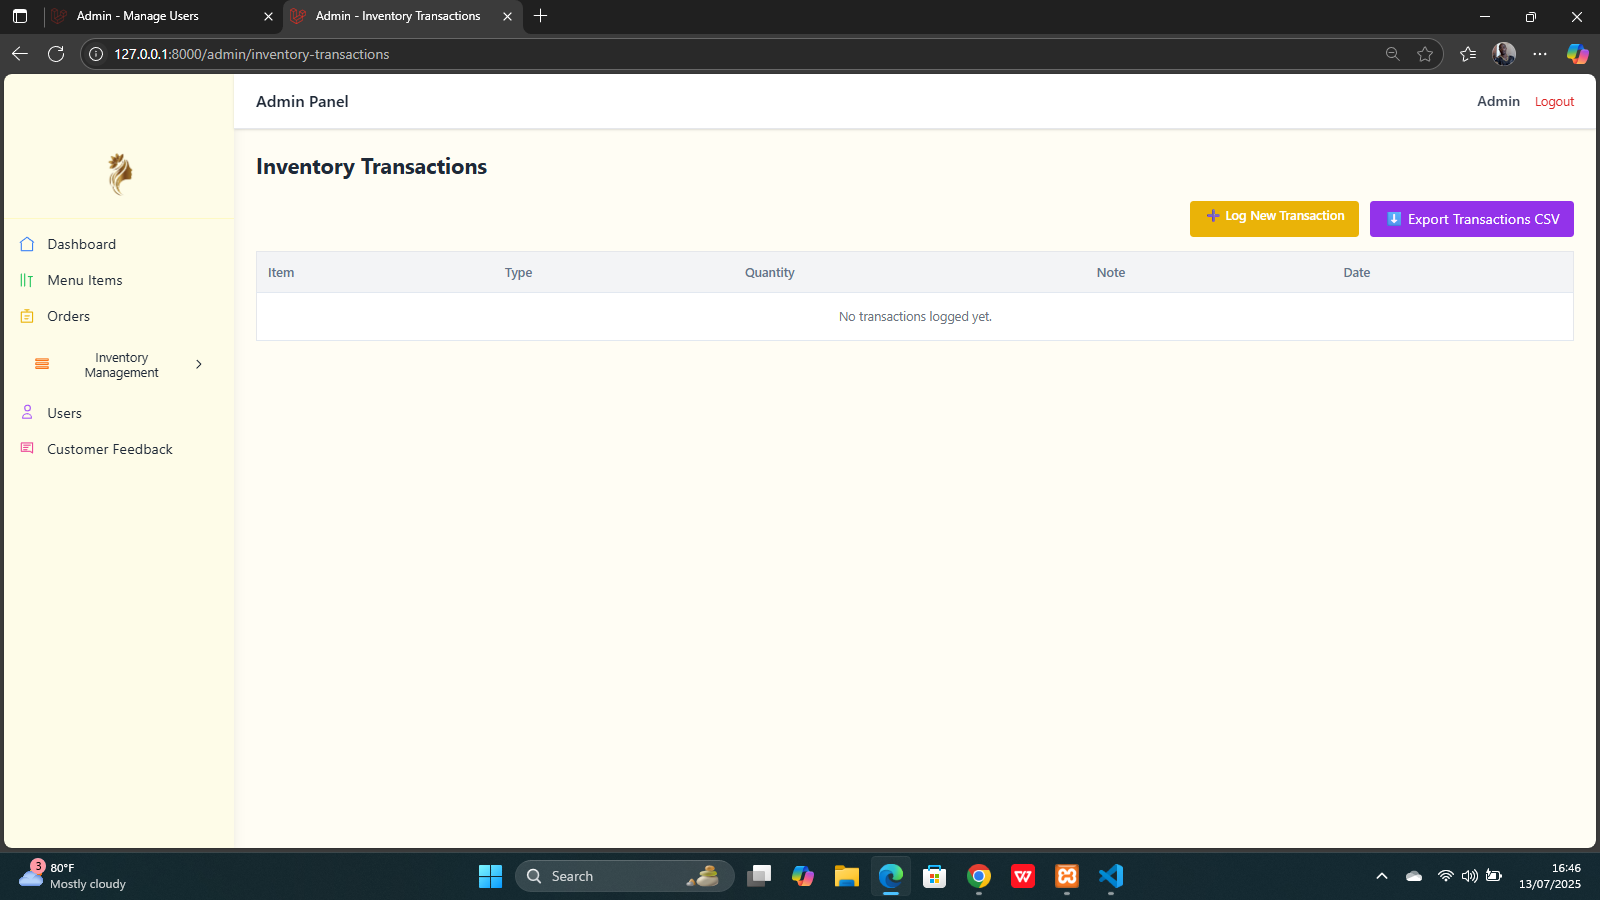 Admin - Manage Users
Admin - Inventory Transactions
127.0.0.1:8000/admin/inventory-transactions
Admin Panel
Admin
Logout
Inventory Transactions
Log New Transaction
Export Transactions CSV
Dashboard
Menu Items
Orders
Inventory
Management
Users
Customer Feedback
Item
Type
Quantity
Note
Date
No transactions logged yet.
3
80°F
Mostly cloudy
Search
W
16:46
13/07/2025